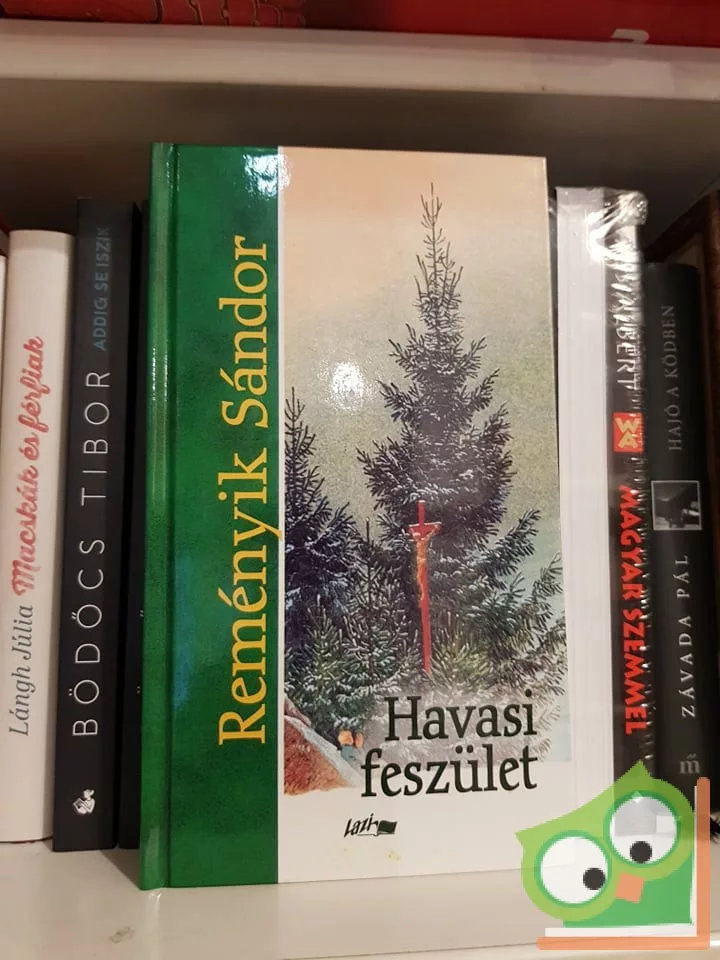 Lángh Júlia Macskák és férfiak
BÖDŐCS TIBOR ADDIG SE ISZIK
Reményik Sándor
Havasi
feszület
Lazi
MAGYAR SZEMMEL
ZÁVADA PÁL HAJÓ A KÖDBEN
m